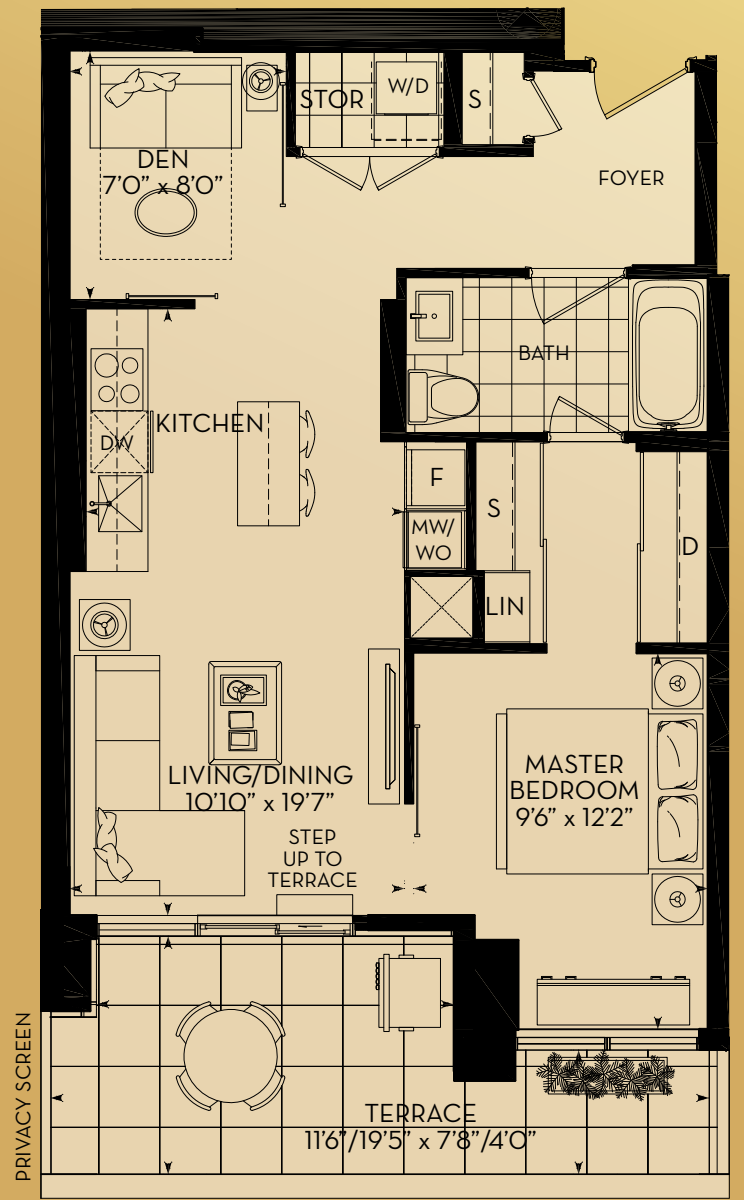 STOR
W/D
S
DEN
7'0" x 8'0"
FOYER
BATH
KITCHEN
DW
F
S
MW/
WO
D
LIN
LIVING/DINING
10'10" x 19'7"
MASTER
BEDROOM
9'6" x 12'2"
STEP
UP TO
TERRACE
PRIVACY SCREEN
TERRACE
11'6"/19'5" x 7'8"/4'0"